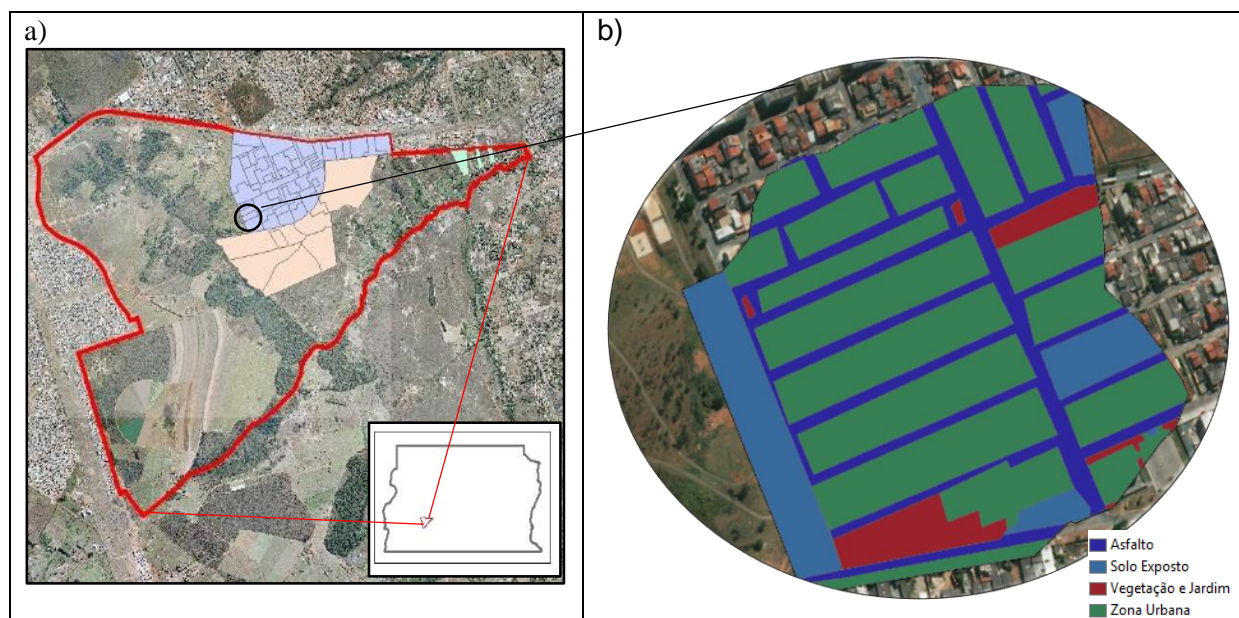 a)
b)
Asfalto
Solo Exposto
Vegetação e Jardim
Zona Urbana